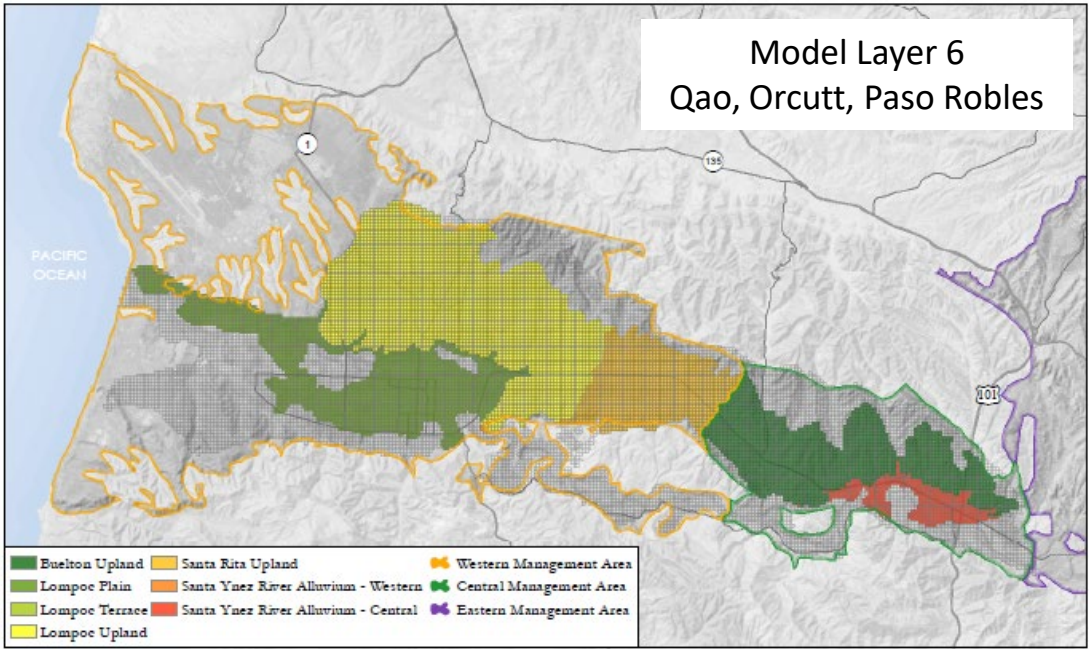 Model Layer 6
Qao, Orcutt, Paso Robles
1
135
PACIFIC
OCEAN
101
Buelton Upland
Lompoc Plain
Lompoc Terrace
Lompoc Upland
Santa Rita Upland
Santa Ynez River Alluvium - Western
Santa Ynez River Alluvium - Central
Western Management Area
Central Management Area
Eastern Management Area